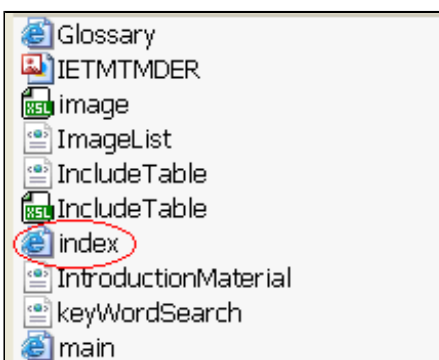 Glossary
IETMTMDER
image
ImageList
IncludeTable
IncludeTable
index
IntroductionMaterial
keyWordSearch
main